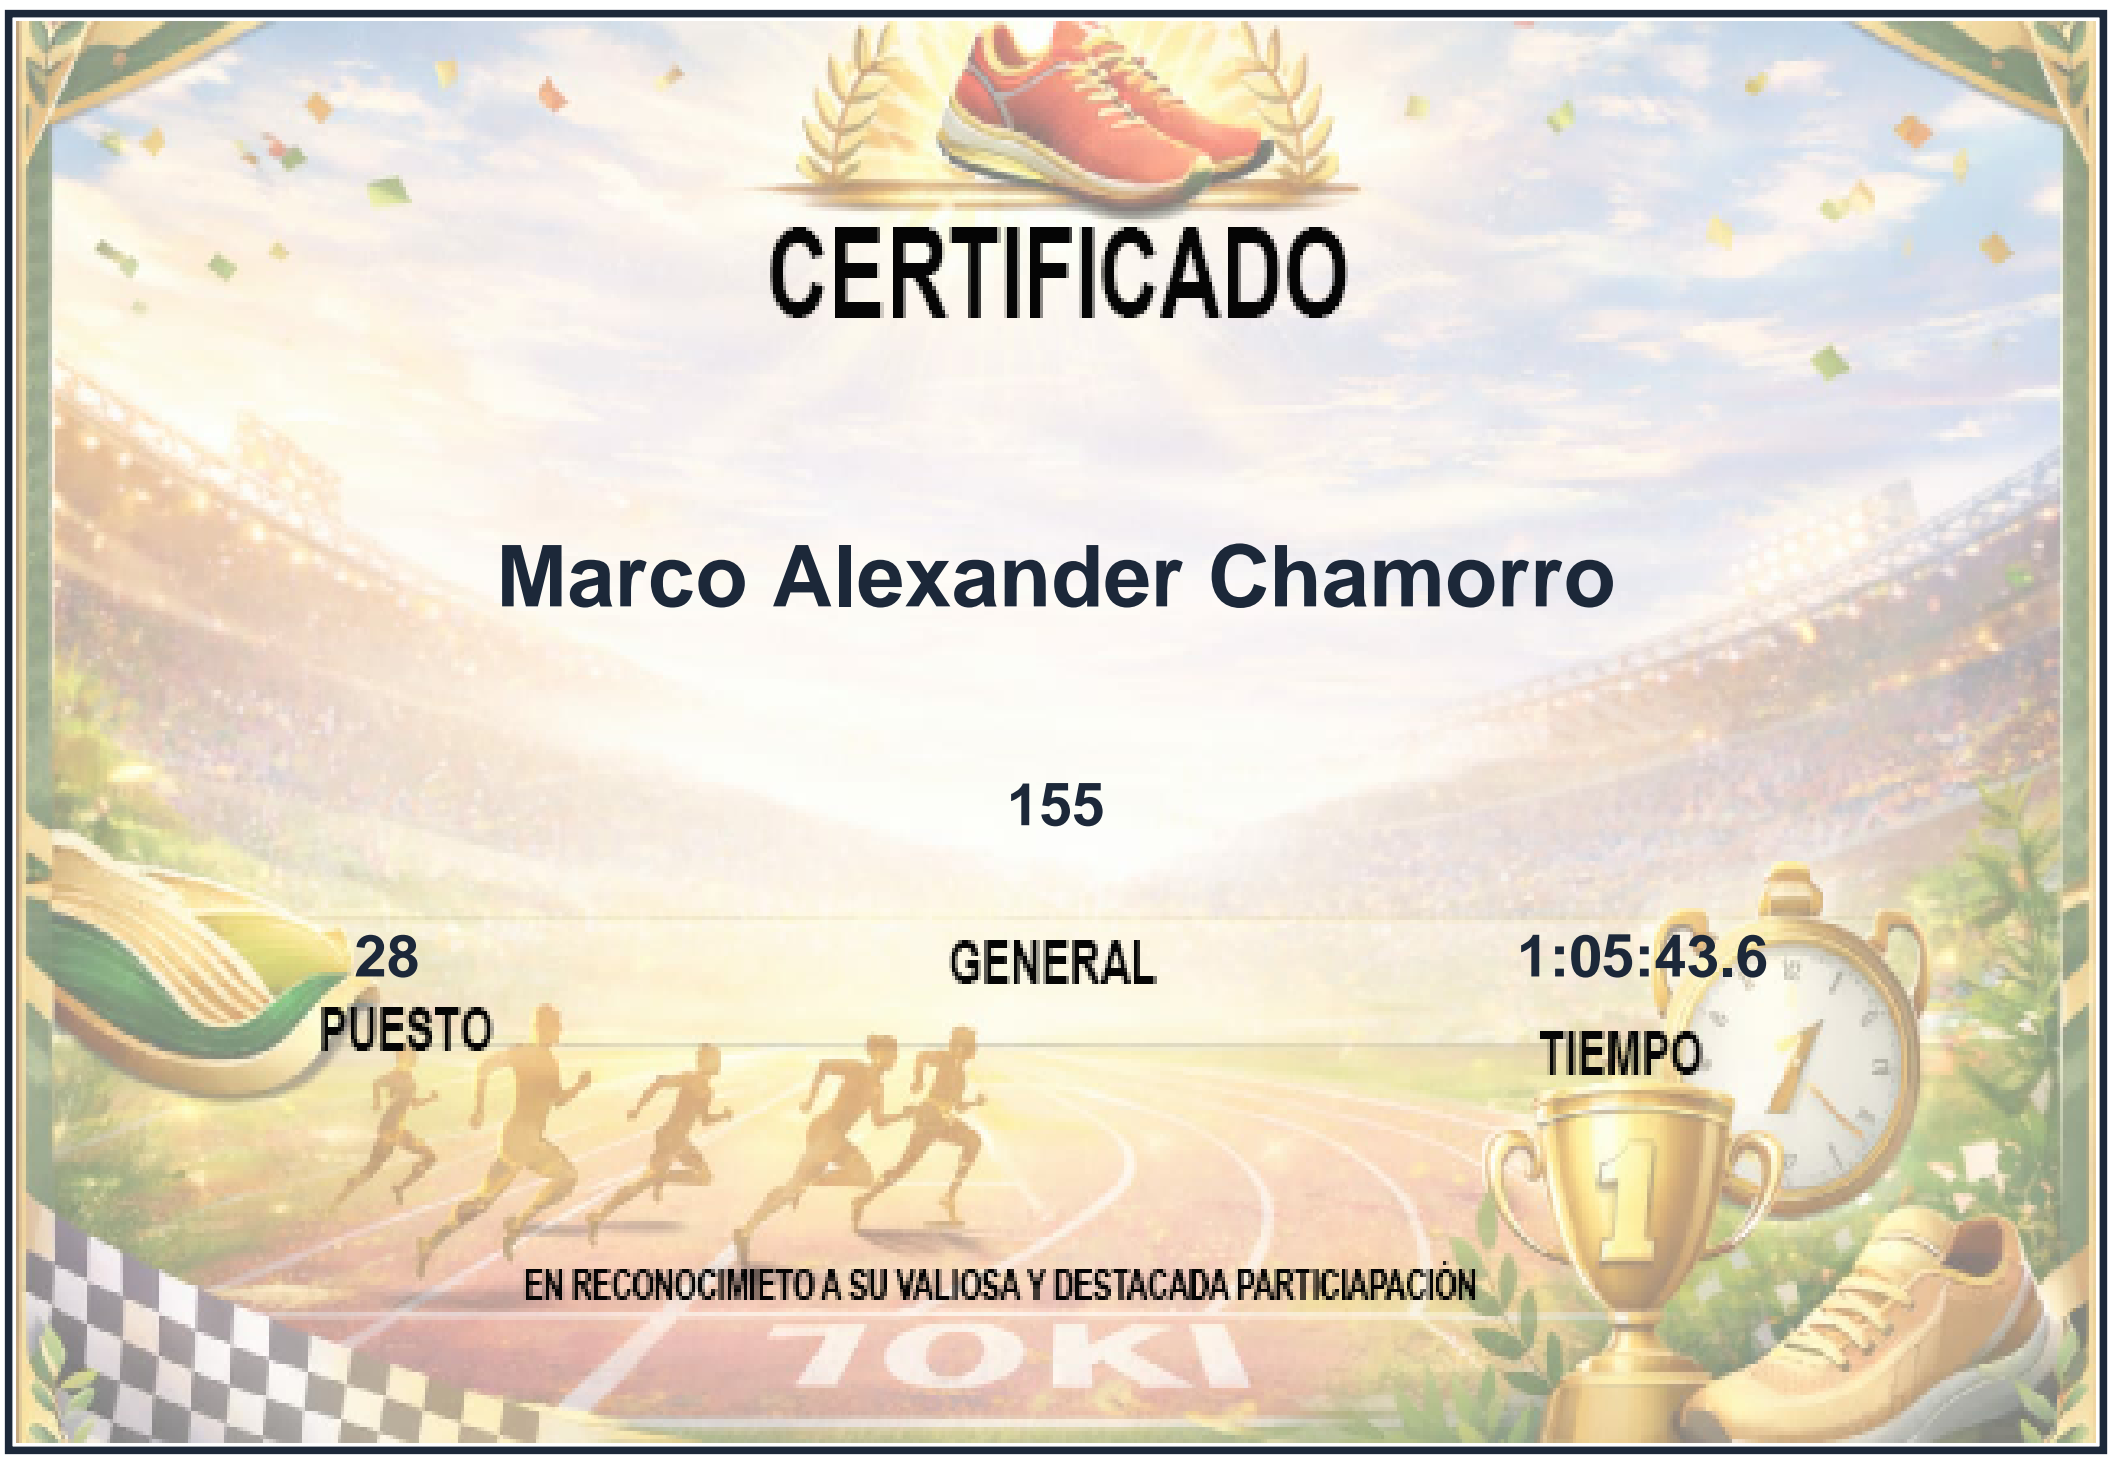 CERTIFICADO
Marco Alexander Chamorro
155
28 GENERAL 1:05:43.6
PUESTO TIEMPO
1
EN RECONOCIMIETO A SU VALIOSA Y DESTACADA PARTICIAPACIÓN
10KI